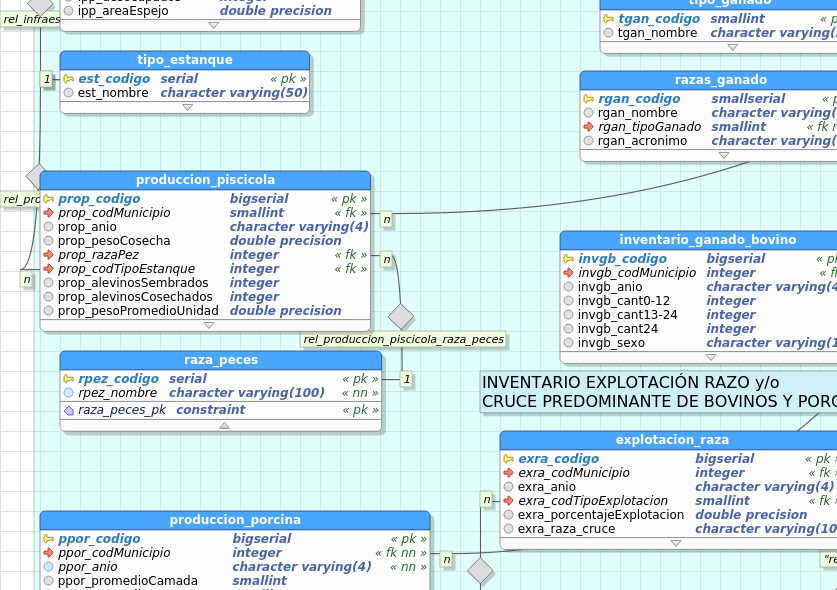 ipp_areaEspejo double precision
rel_infraes
tipo_estanque
1
est_codigo serial « pk »
est_nombre character varying(50)
tipo_ganado
tgan_codigo smallint
tgan_nombre character varying(
razas_ganado
rgan_codigo smallserial « p
rgan_nombre character varying(
rgan_tipoGanado smallint « fk n
rgan_acronimo character varying(
produccion_piscicola
rel_pro
prop_codigo bigserial « pk »
prop_codMunicipio smallint « fk »
n
prop_anio character varying(4)
prop_pesoCosecha double precision
prop_razaPez integer « fk »
n
prop_codTipoEstanque integer « fk »
n
prop_alevinosSembrados integer
prop_alevinosCosechados integer
prop_pesoPromedioUnidad double precision
rel_produccion_piscicola_raza_peces
inventario_ganado_bovino
invgb_codigo bigserial « pk
invgb_codMunicipio integer « f
invgb_anio character varying(4
invgb_cant0-12 integer
invgb_cant13-24 integer
invgb_cant24 integer
invgb_sexo character varying(1
raza_peces
rpez_codigo serial « pk »
1
rpez_nombre character varying(100) « nn »
raza_peces_pk constraint « pk »
INVENTARIO EXPLOTACIÓN RAZO y/o
CRUCE PREDOMINANTE DE BOVINOS Y PORC
explotacion_raza
exra_codigo bigserial « pk »
exra_codMunicipio integer « fk »
exra_anio character varying(4)
n
exra_codTipoExplotacion smallint « fk »
exra_porcentajeExplotacion double precision
exra_raza_cruce character varying(10
produccion_porcina
ppor_codigo bigserial « pk »
ppor_codMunicipio integer « fk nn »
n
ppor_anio character varying(4) « nn »
ppor_promedioCamada smallint
"re